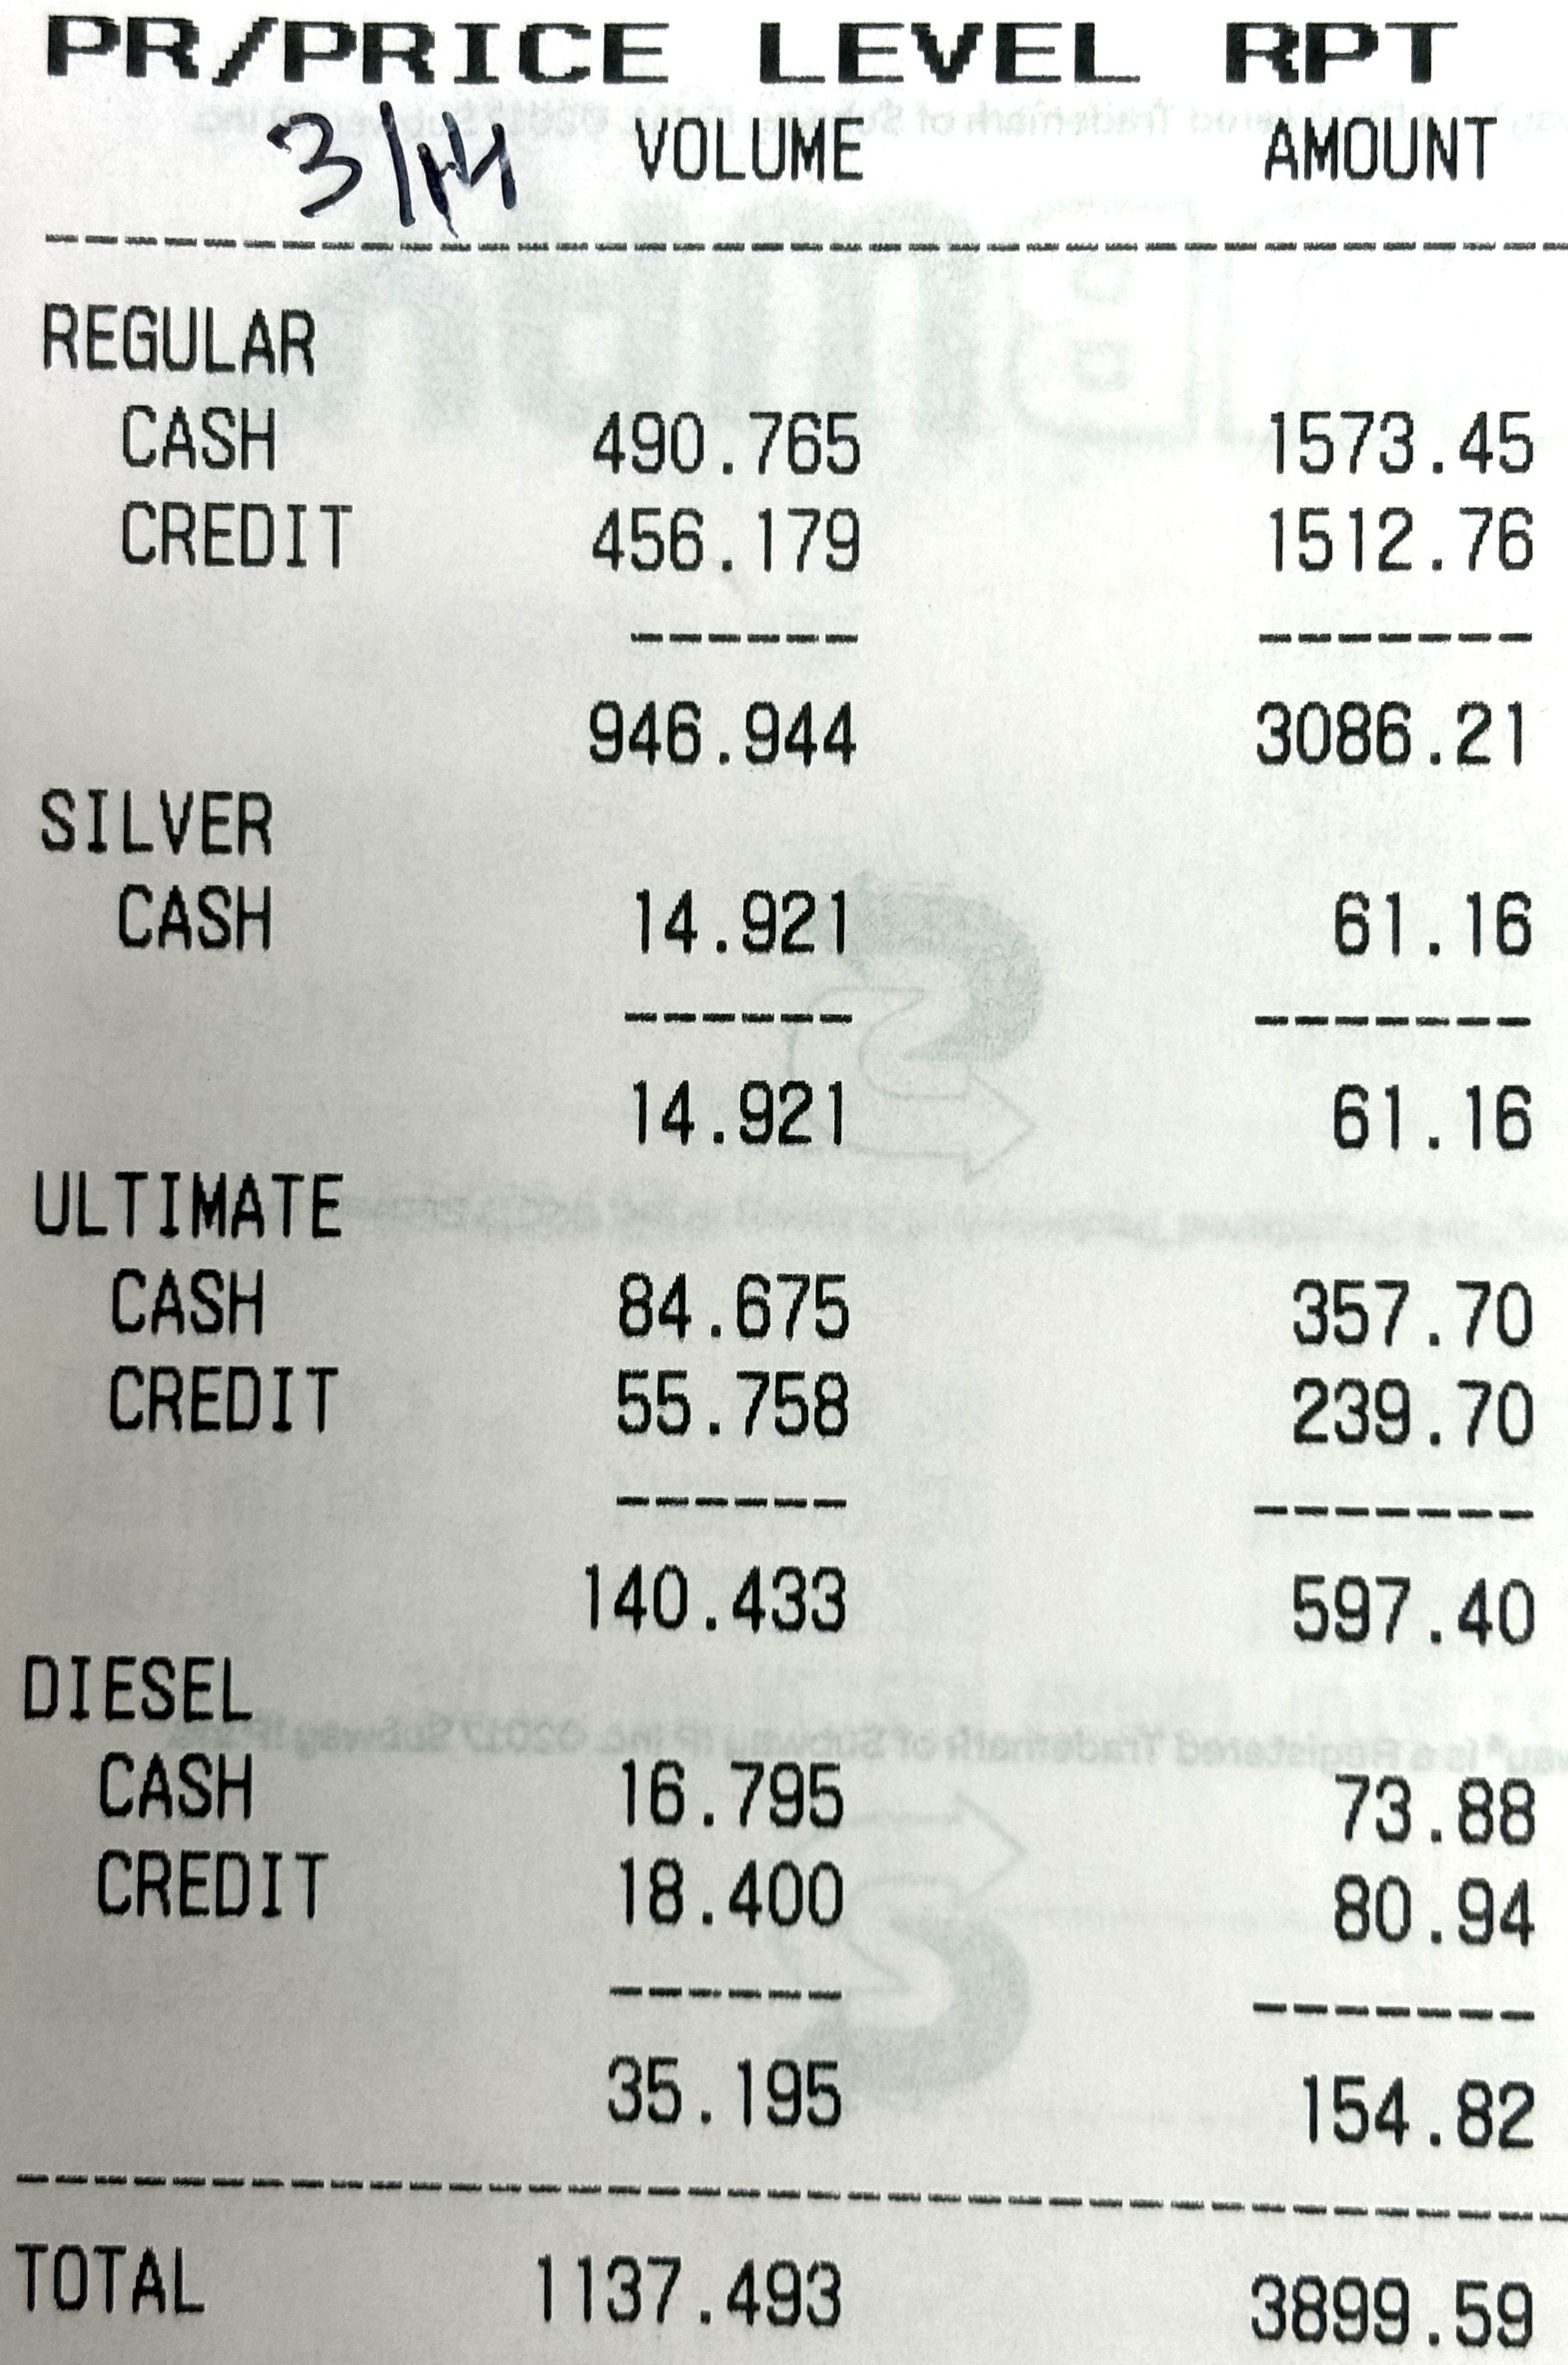 PR/PRICE LEVEL RPT
3/14 VOLUME AMOUNT
REGULAR
CASH 490.765 1573.45
CREDIT 456.179 1512.76
946.944 3086.21
SILVER
CASH 14.921 61.16
14.921 61.16
ULTIMATE
CASH 84.675 357.70
CREDIT 55.758 239.70
140.433 597.40
DIESEL
CASH 16.795 73.88
CREDIT 18.400 80.94
35.195 154.82
TOTAL 1137.493 3899.59